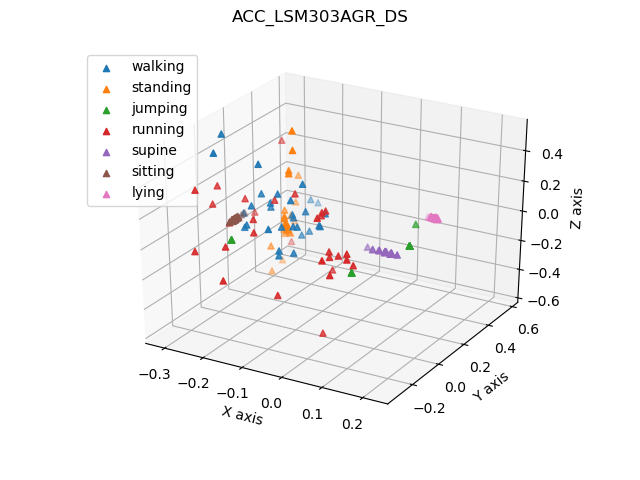 ACC_LSM303AGR_DS
walking
standing
jumping
running
supine
sitting
lying
0.4
0.2
0.0
−0.2
−0.4
−0.6
Z axis
−0.3
−0.2
−0.1
0.0
0.1
0.2
X axis
−0.2
0.0
0.2
0.4
0.6
Y axis